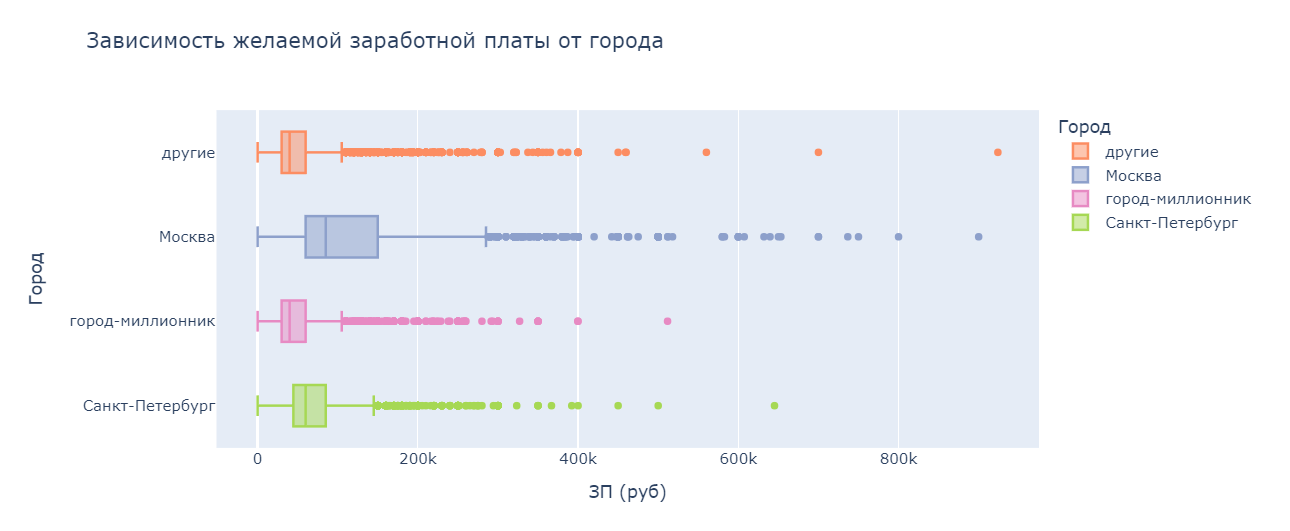 Зависимость желаемой заработной платы от города
Город
другие
Москва
город-миллионник
Санкт-Петербург
0
200k
400k
600k
800k
ЗП (руб)
Город
другие
Москва
город-миллионник
Санкт-Петербург